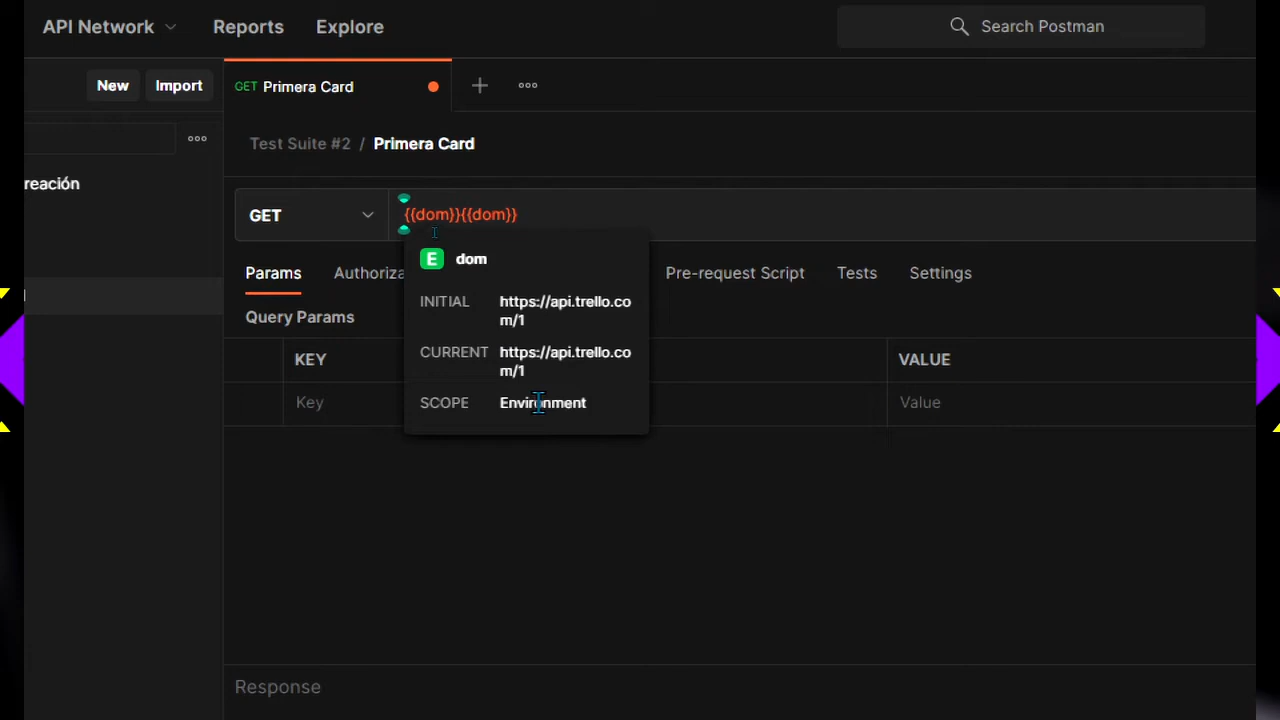 API Network
Reports
Explore
Search Postman
New
Import
GET Primera Card
Test Suite #2 / Primera Card
reación
GET
{{dom}}{{dom}}
E dom
Params
Authoriza
Pre-request Script
Tests
Settings
INITIAL
https://api.trello.co
m/1
Query Params
CURRENT
https://api.trello.co
m/1
KEY
VALUE
SCOPE
Environment
Key
Value
Response